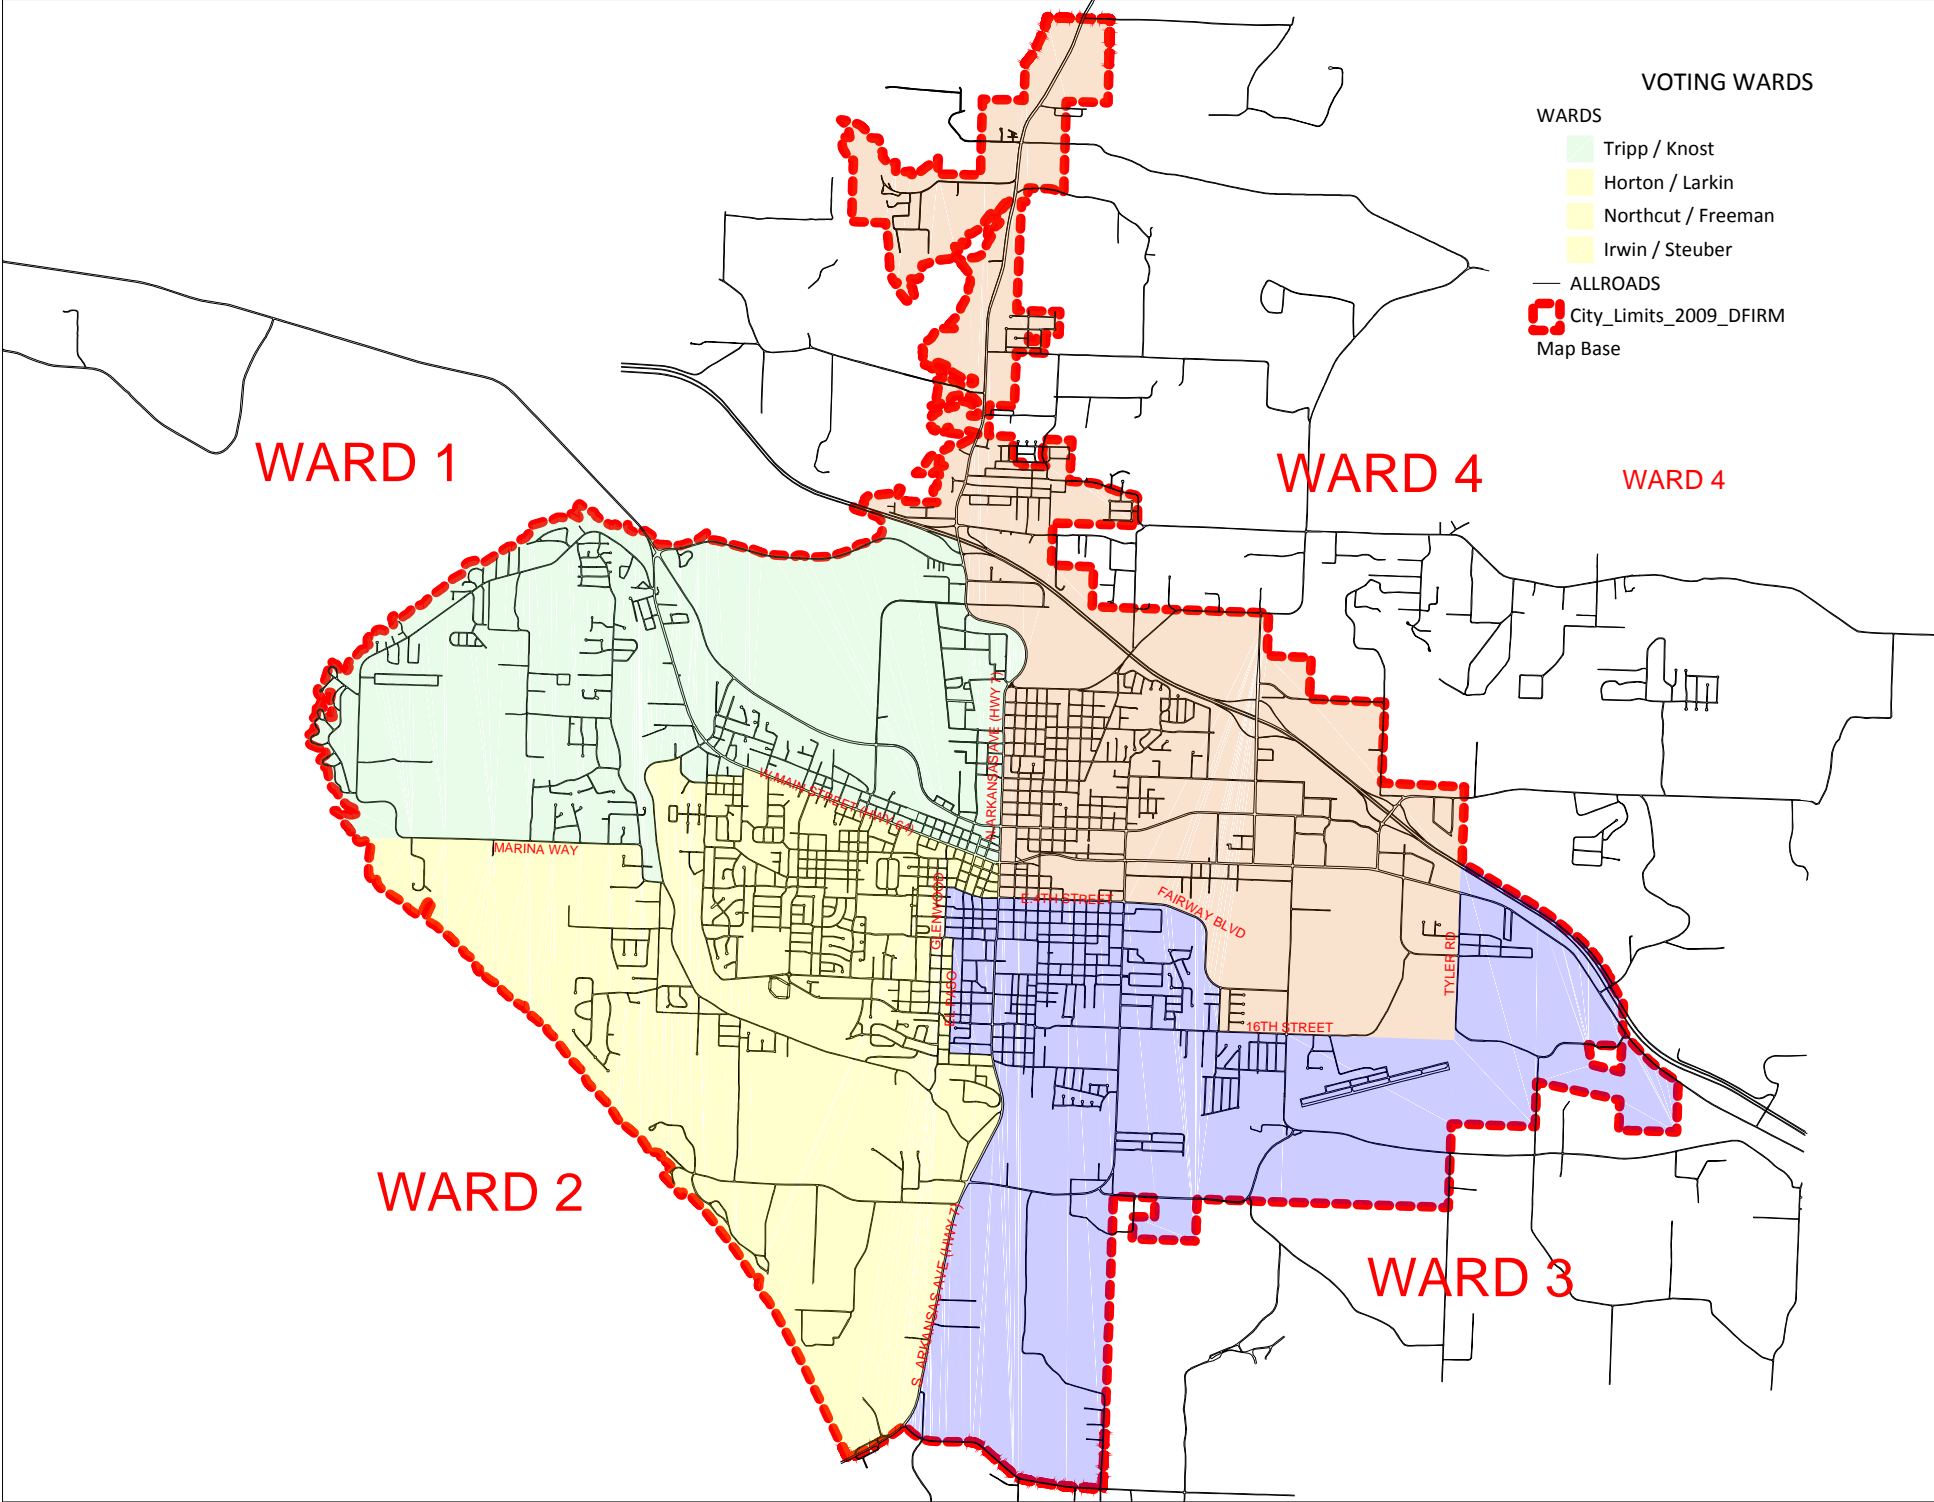 VOTING WARDS
WARDS
Tripp / Knost
Horton / Larkin
Northcut / Freeman
Irwin / Steuber
ALLROADS
City_Limits_2009_DFIRM
Map Base
WARD 1
WARD 4
WARD 4
N ARKANSAS AVE (HWY 7)
W.MAIN STREET (HWY 64)
MARINA WAY
GLENWOOD
E.4TH STREET
FAIRWAY BLVD
TYLER RD
EL PASO
16TH STREET
WARD 2
S. ARKANSAS AVE (HWY 7)
WARD 3